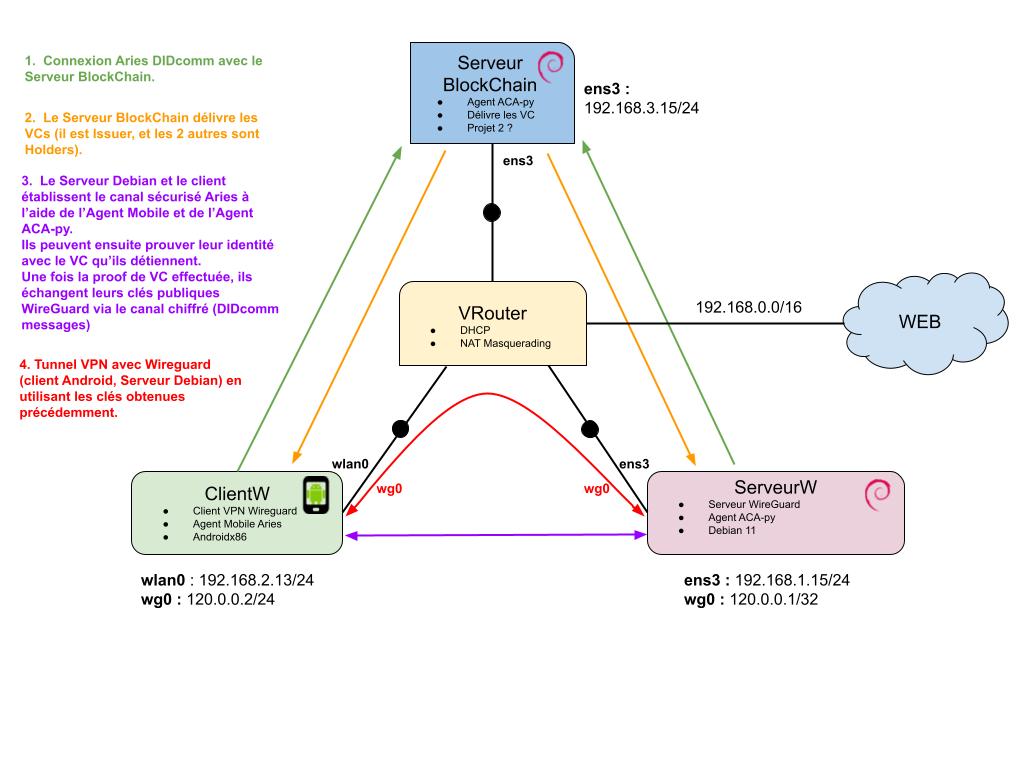 1. Connexion Aries DIDcomm avec le
Serveur BlockChain.
2. Le Serveur BlockChain délivre les
VCs (il est Issuer, et les 2 autres sont
Holders).
3. Le Serveur Debian et le client
établissent le canal sécurisé Aries à
l'aide de l'Agent Mobile et de l'Agent
ACA-py.
Ils peuvent ensuite prouver leur identité
avec le VC qu'ils détiennent.
Une fois la proof de VC effectuée, ils
échangent leurs clés publiques
WireGuard via le canal chiffré (DIDcomm
messages)
4. Tunnel VPN avec Wireguard
(client Android, Serveur Debian) en
utilisant les clés obtenues
précédemment.
Serveur
BlockChain
● Agent ACA-py
● Délivre les VC
● Projet 2 ?
ens3 :
192.168.3.15/24
ens3
VRouter
● DHCP
● NAT Masquerading
192.168.0.0/16
WEB
wlan0
ens3
wg0
wg0
ClientW
● Client VPN Wireguard
● Agent Mobile Aries
● Androidx86
wlan0 : 192.168.2.13/24
wg0 : 120.0.0.2/24
ServeurW
● Serveur WireGuard
● Agent ACA-py
● Debian 11
ens3 : 192.168.1.15/24
wg0 : 120.0.0.1/32